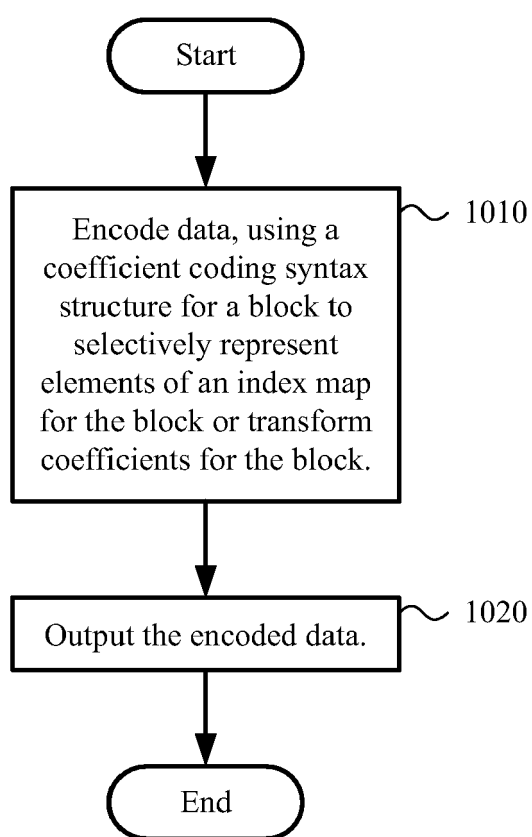 Start
1010
Encode data, using a
coefficient coding syntax
structure for a block to
selectively represent
elements of an index map
for the block or transform
coefficients for the block.
1020
Output the encoded data.
End